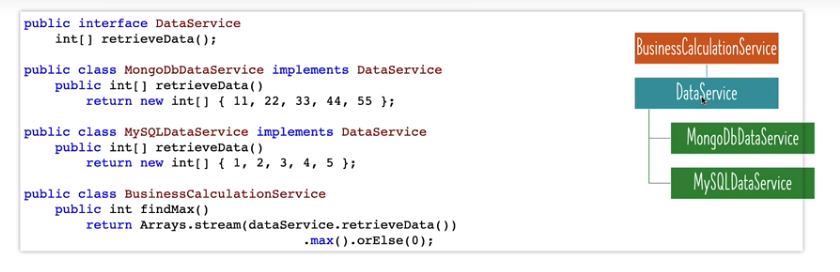 public interface DataService
int[] retrieveData();
public class MongoDbDataService implements DataService
public int[] retrieveData()
return new int[] { 11, 22, 33, 44, 55 };
public class MySQLDataService implements DataService
public int[] retrieveData()
return new int[] { 1, 2, 3, 4, 5 };
public class BusinessCalculationService
public int findMax()
return Arrays.stream(dataService.retrieveData())
.max().orElse(0);
BusinessCalculationService
DataService
MongoDbDataService
MySQLDataService